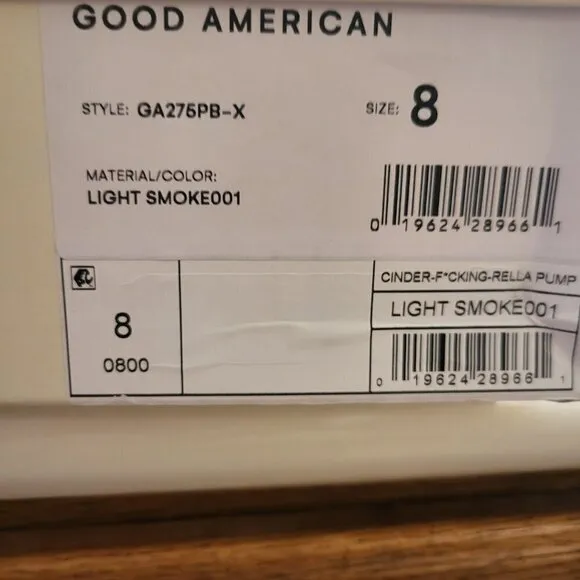 GOOD AMERICAN
STYLE: GA275PB-X
SIZE: 8
MATERIAL/COLOR:
LIGHT SMOKE001
0 19624 28966 1
CINDER-F*CKING-RELLA PUMP
8
LIGHT SMOKE001
0800
0 19624 28966 1